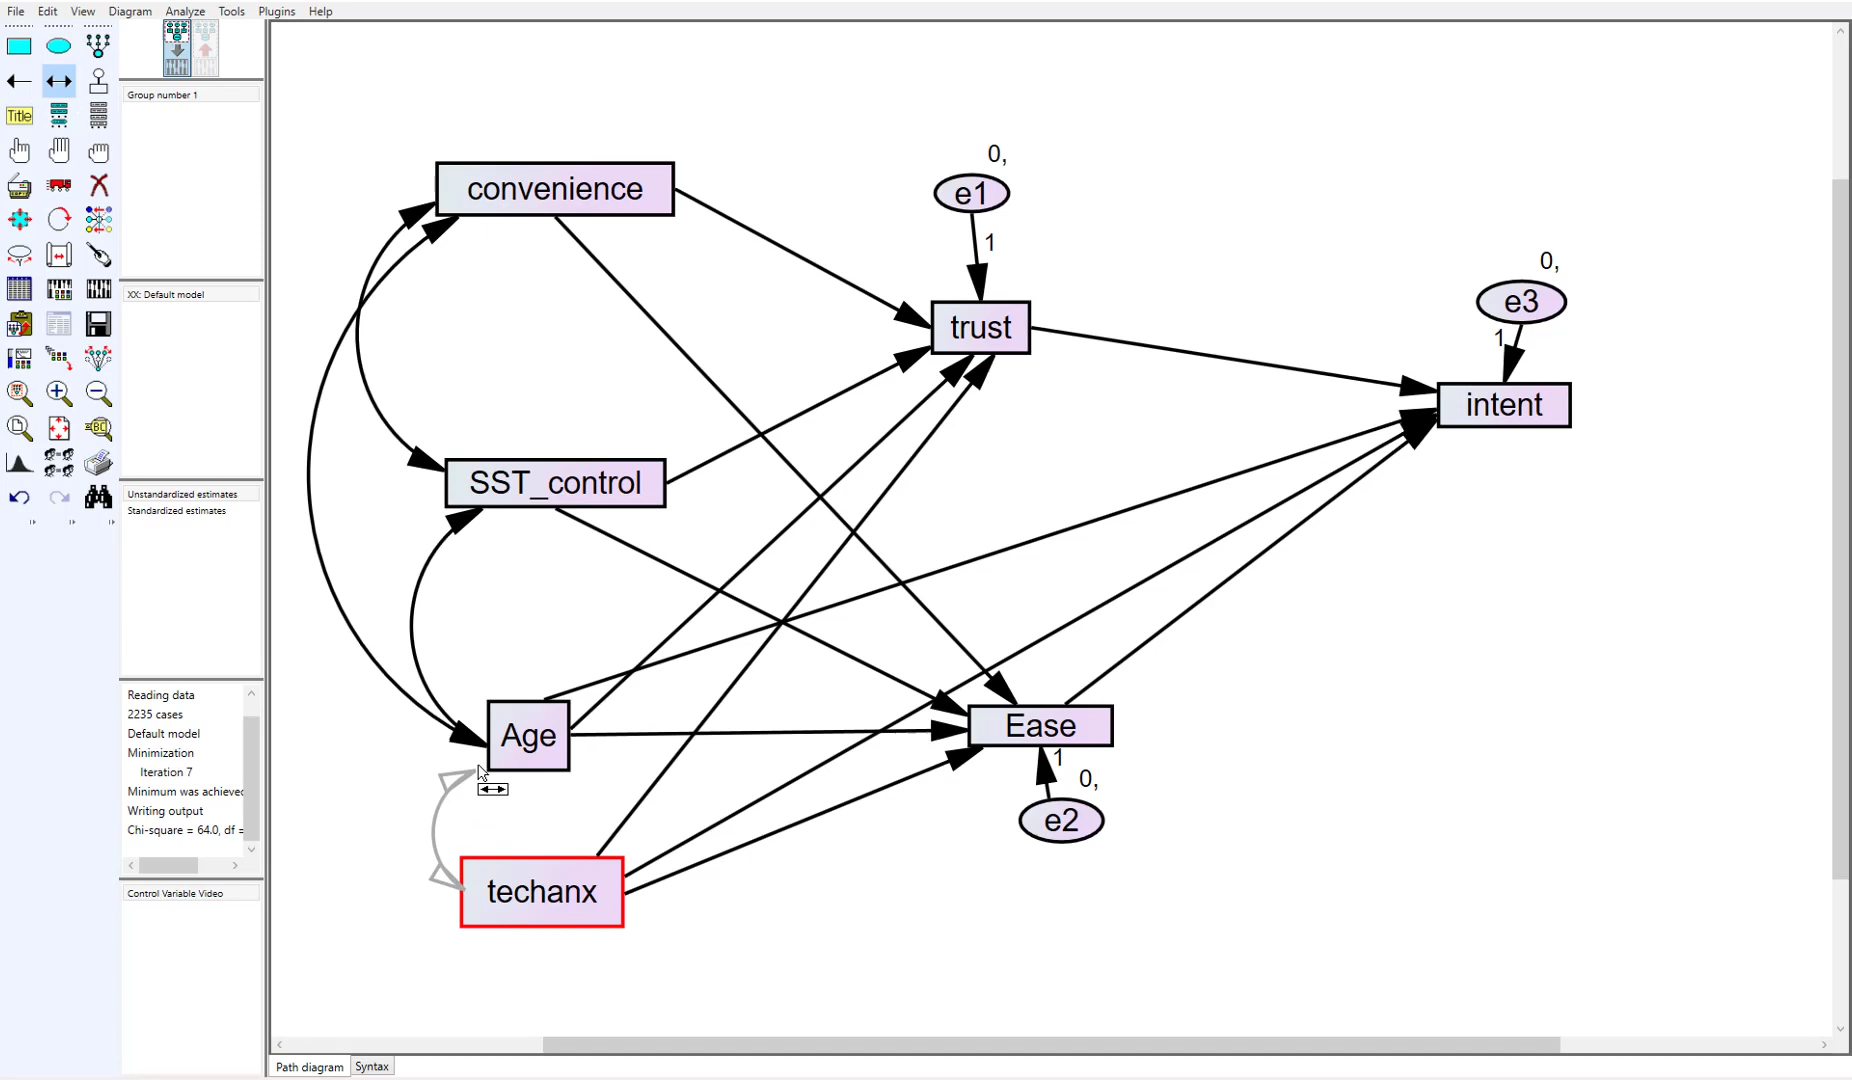 File Edit View Diagram Analyze Tools Plugins Help
Title
Group number 1
XX: Default model
Unstandardized estimates
Standardized estimates
Reading data
2235 cases
Default model
Minimization
Iteration 7
Minimum was achieved
Writing output
Chi-square = 64.0, df =
Control Variable Video
0,
e1
1
convenience
trust
0,
e3
1
intent
SST_control
Age
Ease
1
0,
e2
techanx
Path diagram Syntax